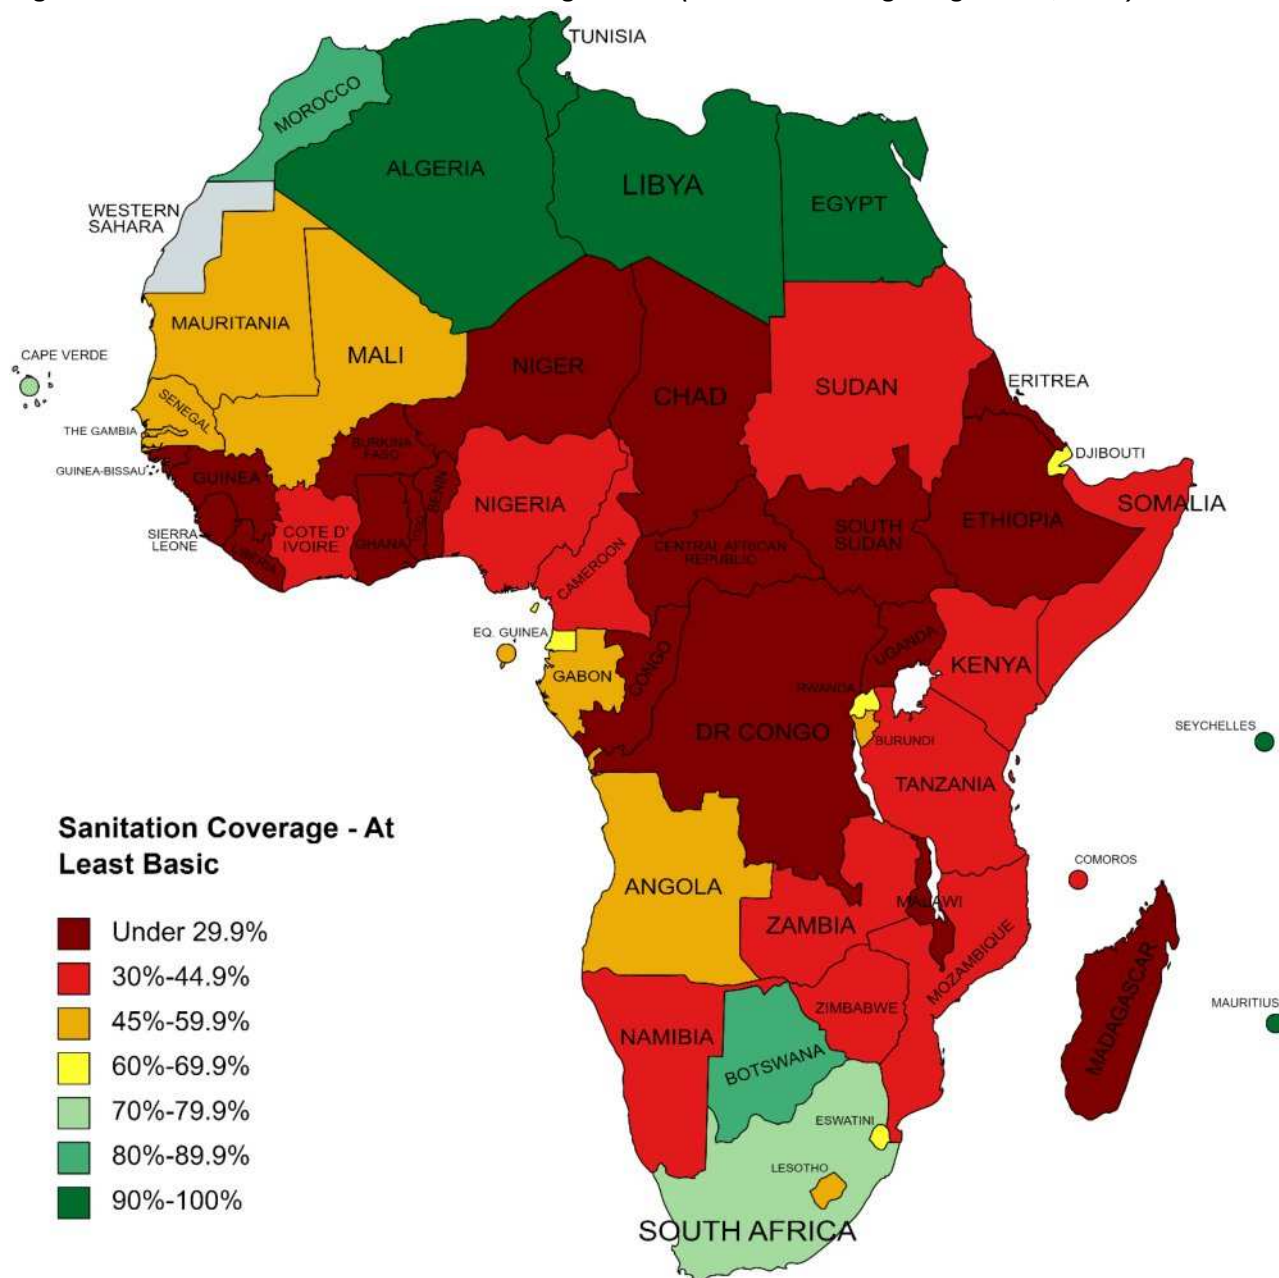 TUNISIA
MOROCCO
ALGERIA
LIBYA
EGYPT
WESTERN
SAHARA
MAURITANIA
MALI
NIGER
CHAD
SUDAN
ERITREA
CAPE VERDE
SENEGAL
THE GAMBIA
GUINEA-BISSAU
GUINEA
BURKINA
FASO
BENIN
TOGO
GHANA
COTE D'
IVOIRE
SIERRA
LEONE
LIBERIA
NIGERIA
CAMEROON
CENTRAL AFRICAN
REPUBLIC
SOUTH
SUDAN
ETHIOPIA
DJIBOUTI
SOMALIA
EQ. GUINEA
GABON
CONGO
DR CONGO
UGANDA
RWANDA
BURUNDI
KENYA
TANZANIA
SEYCHELLES
COMOROS
ANGOLA
ZAMBIA
MALAWI
MOZAMBIQUE
MADAGASCAR
MAURITIUS
NAMIBIA
ZIMBABWE
BOTSWANA
ESWATINI
LESOTHO
SOUTH AFRICA
Sanitation Coverage - At
Least Basic
Under 29.9%
30%-44.9%
45%-59.9%
60%-69.9%
70%-79.9%
80%-89.9%
90%-100%